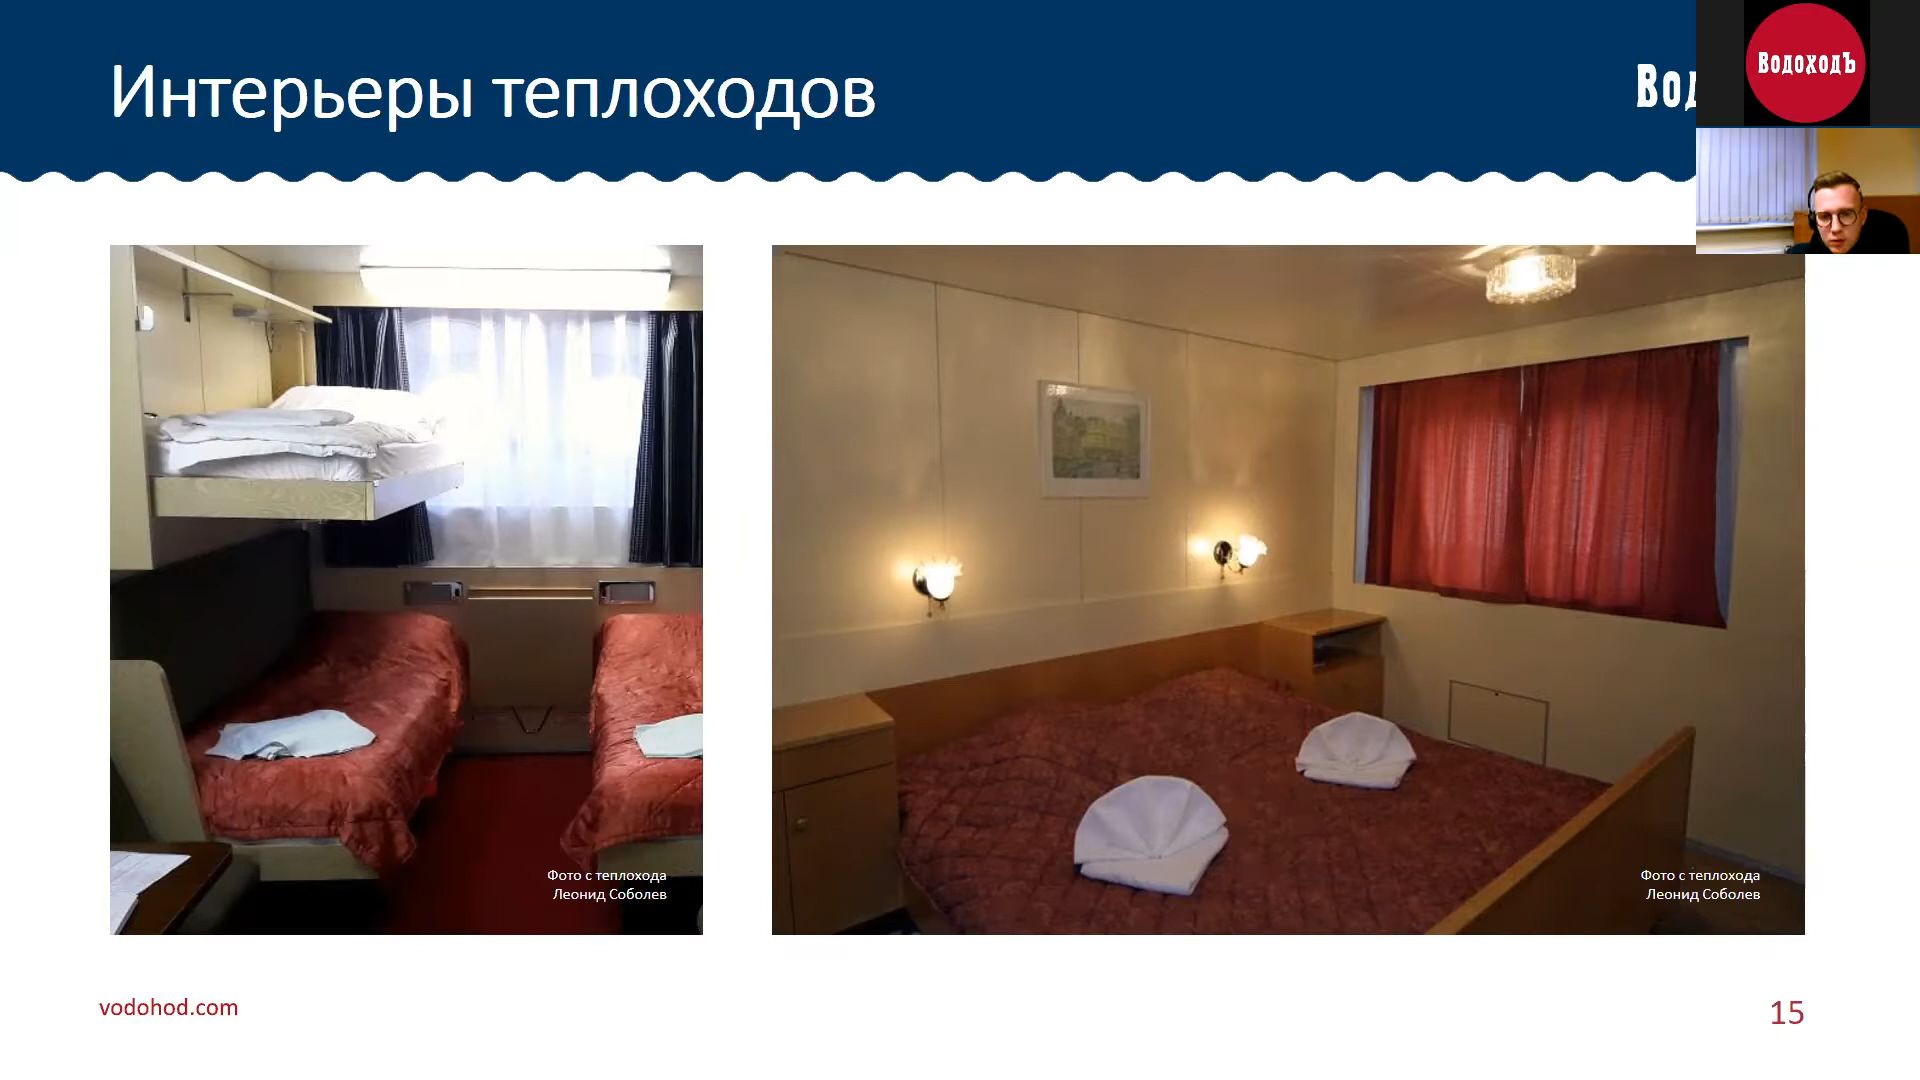 Интерьеры теплоходов
Вод
ВодоходЪ
Фото с теплохода
Леонид Соболев
Фото с теплохода
Леонид Соболев
vodohod.com
15